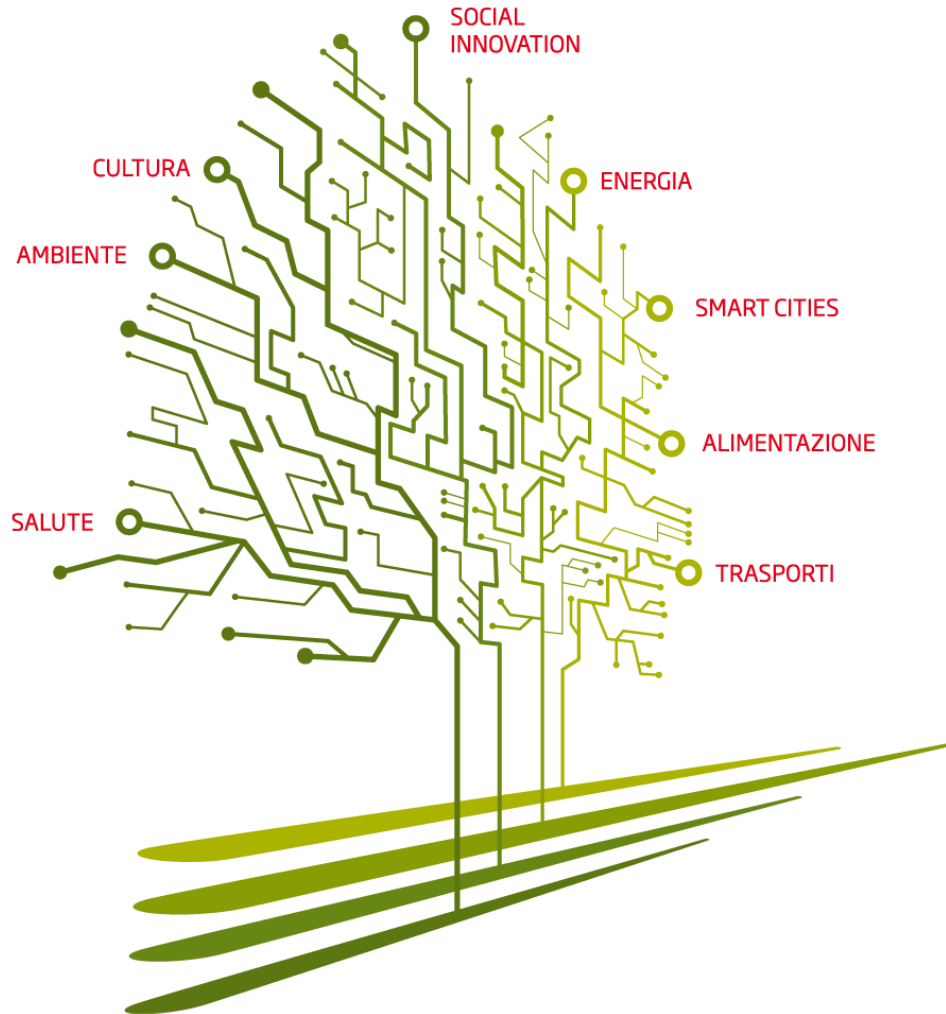 SOCIAL
INNOVATION
CULTURA
ENERGIA
AMBIENTE
SMART CITIES
ALIMENTAZIONE
SALUTE
TRASPORTI